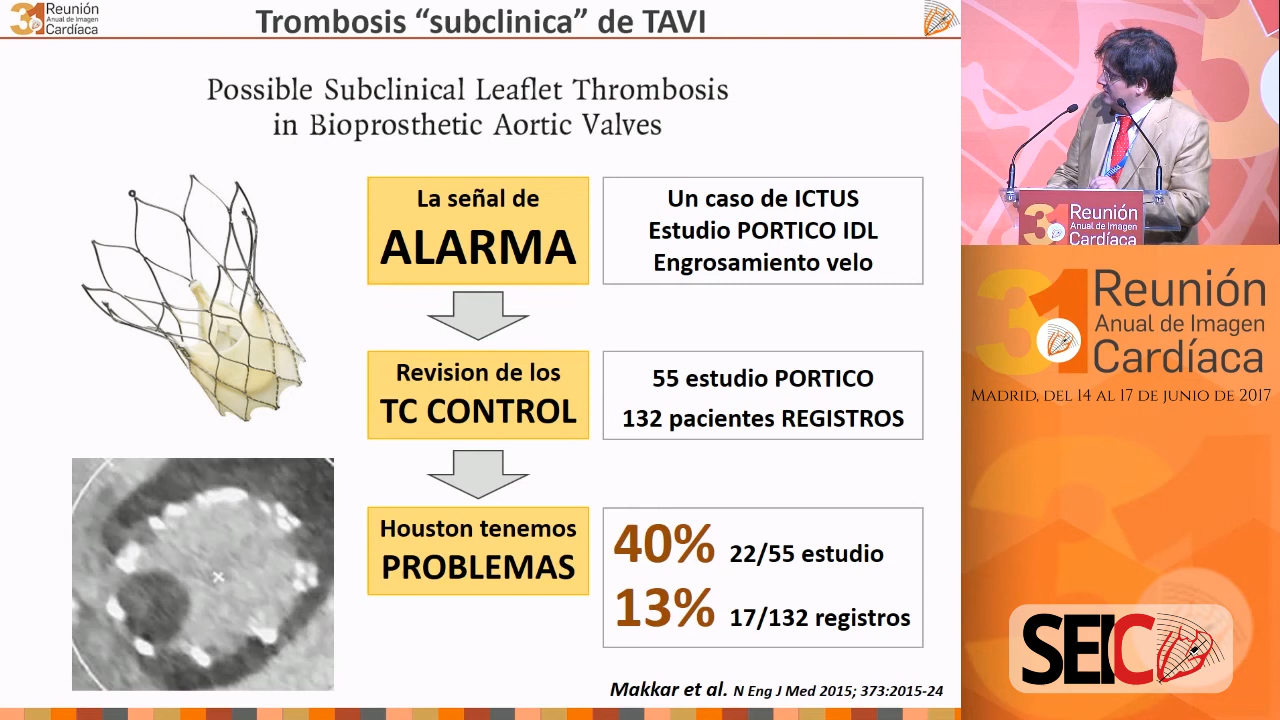 31 Reunión
Anual de Imagen
Cardíaca
Trombosis “subclinica” de TAVI
Possible Subclinical Leaflet Thrombosis
in Bioprosthetic Aortic Valves
La señal de
ALARMA
Un caso de ICTUS
Estudio PORTICO IDL
Engrosamiento velo
Revision de los
TC CONTROL
55 estudio PORTICO
132 pacientes REGISTROS
Houston tenemos
PROBLEMAS
40% 22/55 estudio
13% 17/132 registros
Makkar et al. N Eng J Med 2015; 373:2015-24
31 Reunión
Anual de Imagen
Cardíaca
31 Reunión
Anual de Imagen
Cardíaca
Madrid, del 14 al 17 de junio de 2017
SEIC